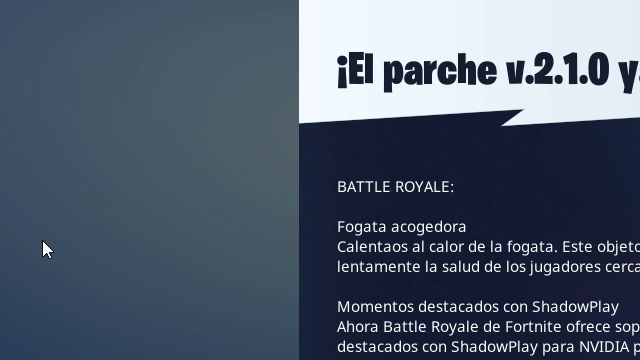 ¡El parche v.2.1.0
BATTLE ROYALE:
Fogata acogedora
Calentaos al calor de la fogata. Este objeto
lentamente la salud de los jugadores
Momentos destacados con ShadowPlay
Ahora Battle Royale de Fortnite ofrece
destacados con ShadowPlay para NVIDIA